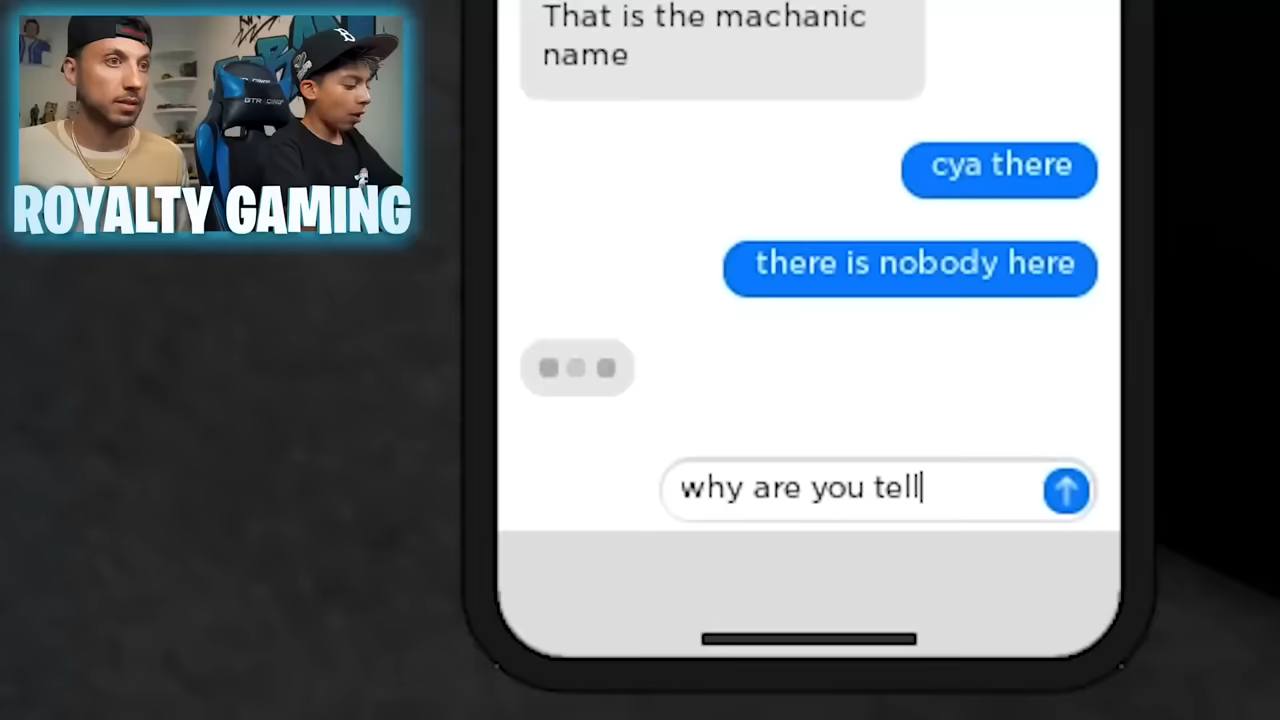 That is the machanic
name
cya there
there is nobody here
why are you tell
ROYALTY GAMING